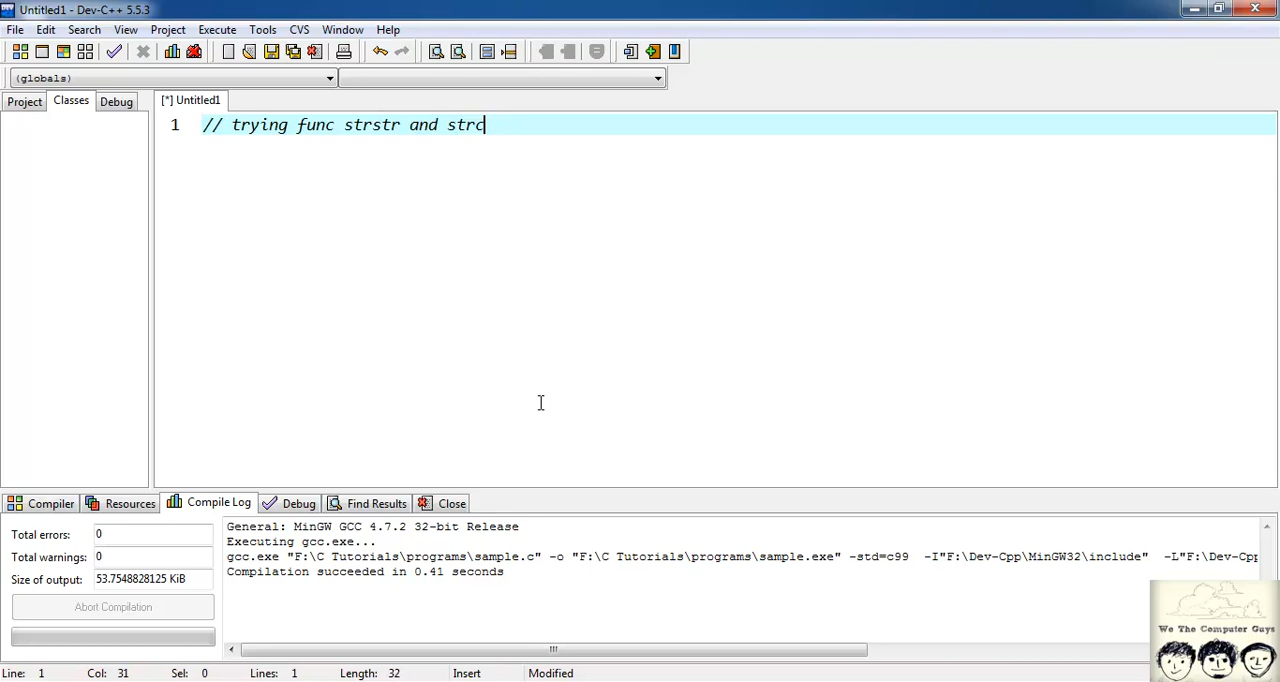 Untitled1 - Dev-C++ 5.5.3
File Edit Search View Project Execute Tools CVS Window Help
(globals)
Project Classes Debug [*] Untitled1
1 // trying func strstr and strc
Compiler Resources Compile Log Debug Find Results Close
Total errors: 0
Total warnings: 0
Size of output: 53.7548828125 KiB
Abort Compilation
General: MinGW GCC 4.7.2 32-bit Release
Executing gcc.exe...
gcc.exe "F:\C Tutorials\programs\sample.c" -o "F:\C Tutorials\programs\sample.exe" -std=c99 -I"F:\Dev-Cpp\MinGW32\include" -L"F:\Dev-Cpp
Compilation succeeded in 0.41 seconds
We The Computer Guys
Line: 1 Col: 31 Sel: 0 Lines: 1 Length: 32 Insert Modified